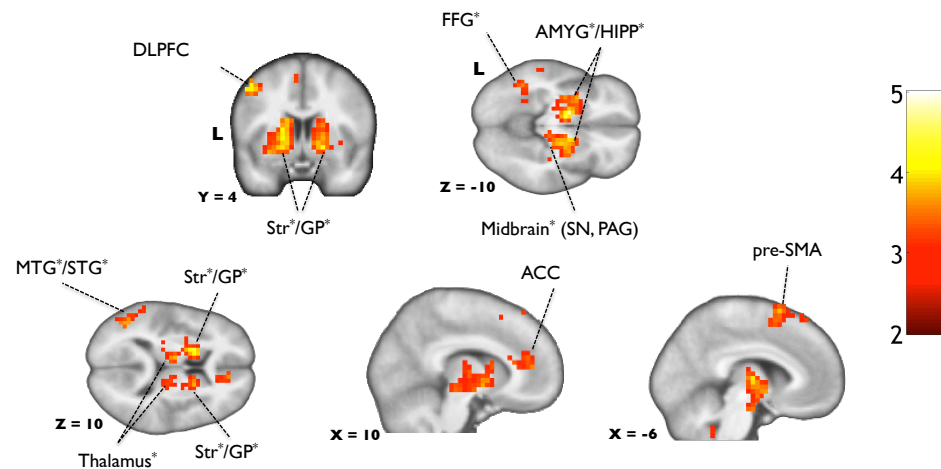 FFG*
AMYG*/HIPP*
DLPFC
L
L
5
4
3
2
Y = 4
Z = -10
Str*/GP*
Midbrain* (SN, PAG)
MTG*/STG*
Str*/GP*
ACC
pre-SMA
Z = 10
X = 10
X = -6
Str*/GP*
Thalamus*